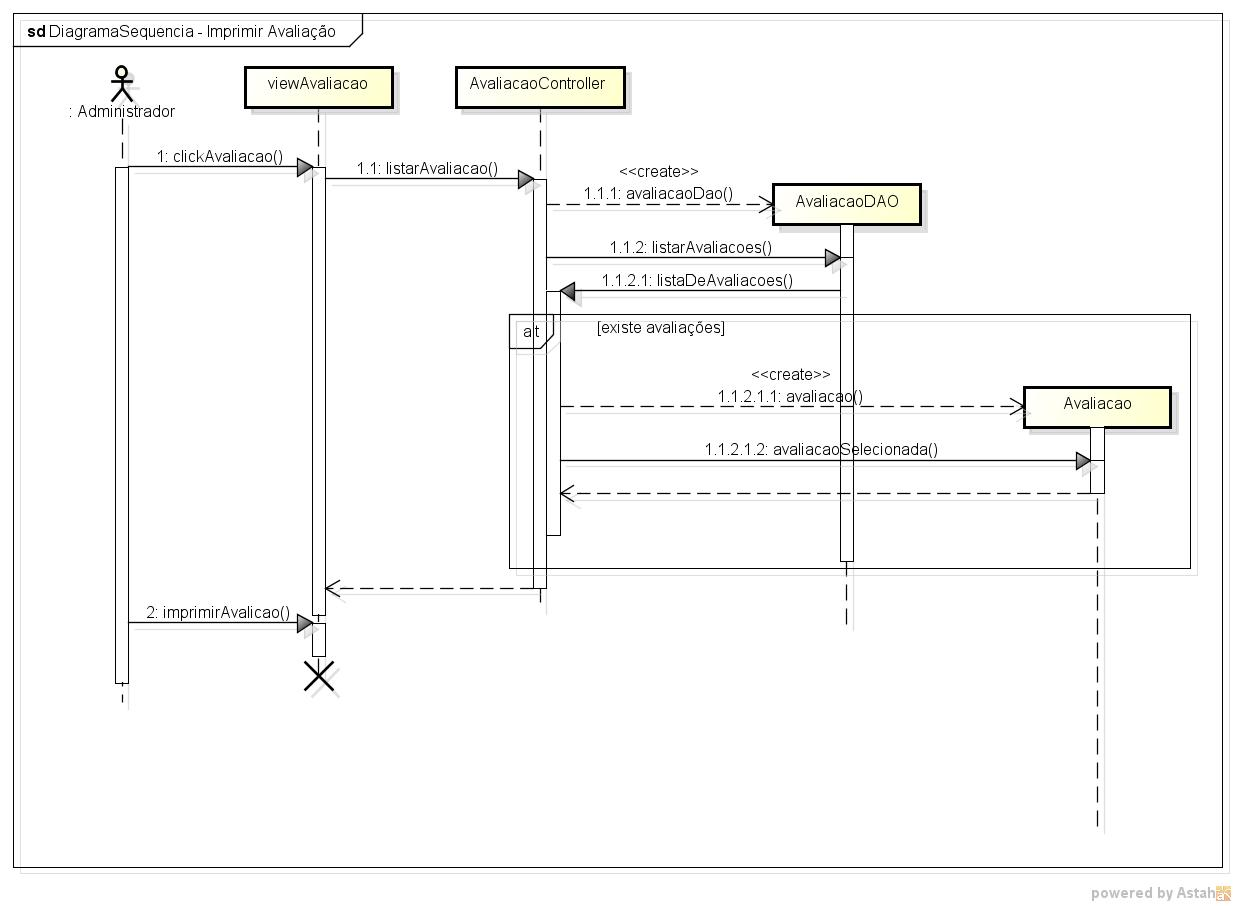 sd DiagramaSequencia - Imprimir Avaliação
: Administrador
viewAvaliacao
AvaliacaoController
1: clickAvaliacao()
1.1: listarAvaliacao()
<<create>>
1.1.1: avaliacaoDao()
AvaliacaoDAO
1.1.2: listarAvaliacoes()
1.1.2.1: listaDeAvaliacoes()
alt
[existe avaliações]
<<create>>
1.1.2.1.1: avaliacao()
Avaliacao
1.1.2.1.2: avaliacaoSelecionada()
2: imprimirAvalicao()
powered by Astah